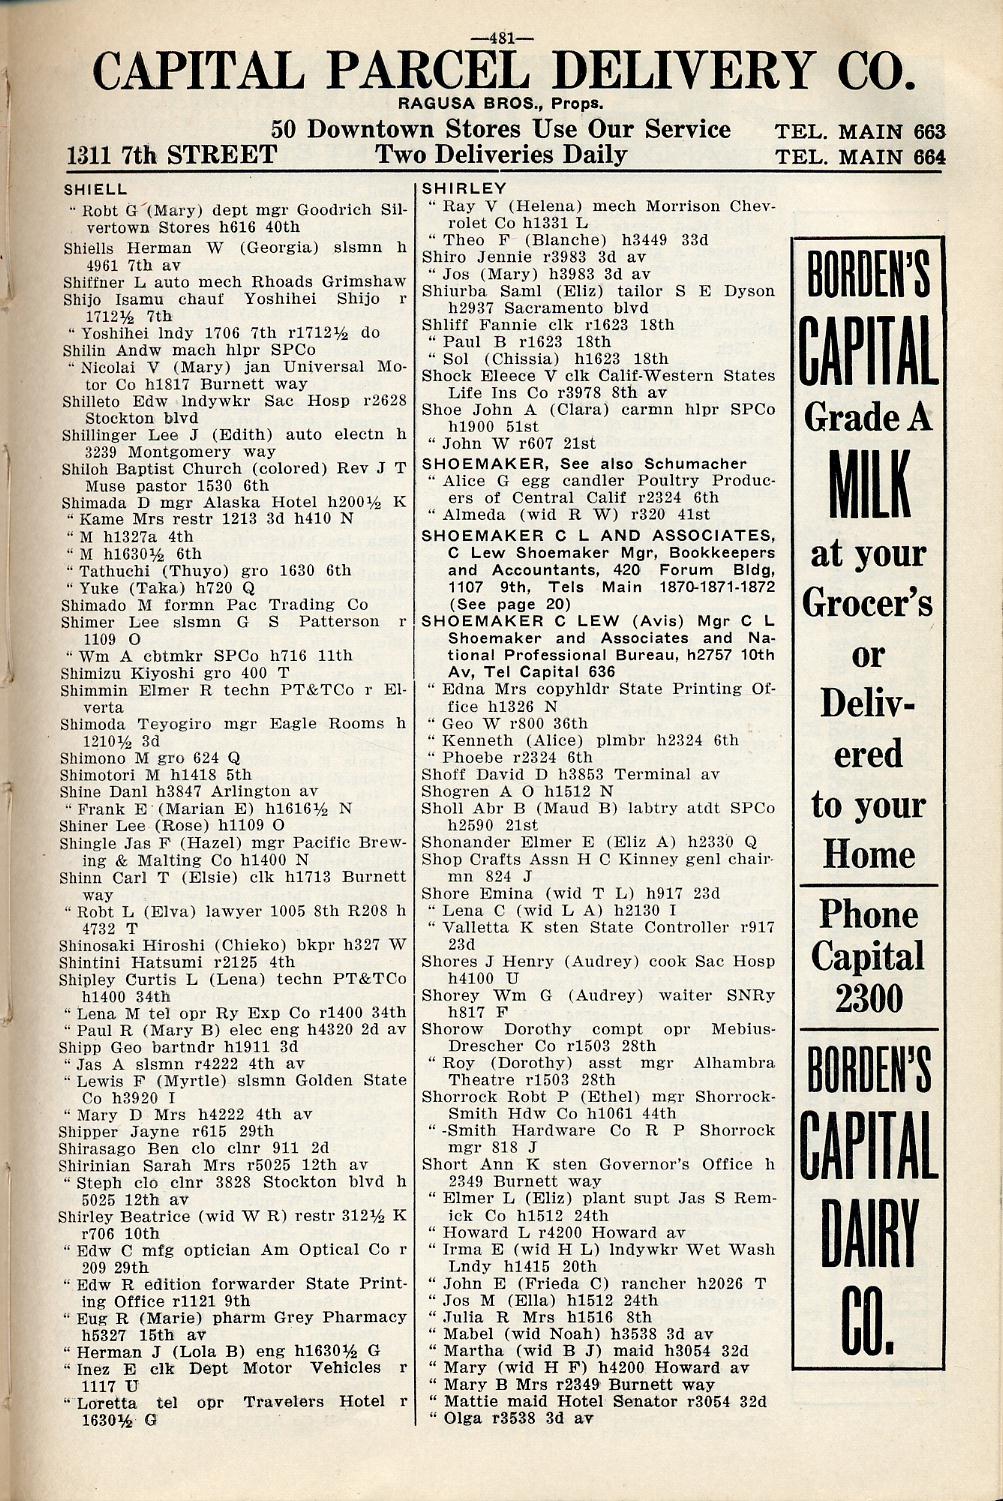 —481—
CAPITAL PARCEL DELIVERY CO.
RAGUSA BROS., Props.
50 Downtown Stores Use Our Service TEL. MAIN 663
1311 7th STREET Two Deliveries Daily TEL. MAIN 664
SHIELL
" Robt G (Mary) dept mgr Goodrich Sil-
vertown Stores h616 40th
Shiells Herman W (Georgia) slsmn h
4961 7th av
Shiffner L auto mech Rhoads Grimshaw
Shijo Isamu chauf Yoshihei Shijo r
1712½ 7th
" Yoshihei lndy 1706 7th r1712½ do
Shilin Andw mach hlpr SPCo
" Nicolai V (Mary) jan Universal Mo-
tor Co h1817 Burnett way
Shilleto Edw lndywkr Sac Hosp r2628
Stockton blvd
Shillinger Lee J (Edith) auto electn h
3239 Montgomery way
Shiloh Baptist Church (colored) Rev J T
Muse pastor 1530 6th
Shimada D mgr Alaska Hotel h200½ K
" Kame Mrs restr 1213 3d h410 N
" M h1327a 4th
" M h1630½ 6th
" Tathuchi (Thuyo) gro 1630 6th
" Yuke (Taka) h720 Q
Shimado M formn Pac Trading Co
Shimer Lee slsmn G S Patterson r
1109 O
" Wm A cbtmkr SPCo h716 11th
Shimizu Kiyoshi gro 400 T
Shimmin Elmer R techn PT&TCo r El-
verta
Shimoda Teyogiro mgr Eagle Rooms h
1210½ 3d
Shimono M gro 624 Q
Shimotori M h1418 5th
Shine Danl h3847 Arlington av
" Frank E (Marian E) h1616½ N
Shiner Lee (Rose) h1109 O
Shingle Jas F (Hazel) mgr Pacific Brew-
ing & Malting Co h1400 N
Shinn Carl T (Elsie) clk h1713 Burnett
way
" Robt L (Elva) lawyer 1005 8th R208 h
4732 T
Shinosaki Hiroshi (Chieko) bkpr h327 W
Shintini Hatsumi r2125 4th
Shipley Curtis L (Lena) techn PT&TCo
h1400 34th
" Lena M tel opr Ry Exp Co r1400 34th
" Paul R (Mary B) elec eng h4320 2d av
Shipp Geo bartndr h1911 3d
" Jas A slsmn r4222 4th av
" Lewis F (Myrtle) slsmn Golden State
Co h3920 I
" Mary D Mrs h4222 4th av
Shipper Jayne r615 29th
Shirasago Ben clo clnr 911 2d
Shirinian Sarah Mrs r5025 12th av
" Steph clo clnr 3828 Stockton blvd h
5025 12th av
Shirley Beatrice (wid W R) restr 312½ K
r706 10th
" Edw C mfg optician Am Optical Co r
209 29th
" Edw R edition forwarder State Print-
ing Office r1121 9th
" Eug R (Marie) pharm Grey Pharmacy
h5327 15th av
" Herman J (Lola B) eng h1630½ G
" Inez E clk Dept Motor Vehicles r
1117 U
" Loretta tel opr Travelers Hotel r
1630½ G
SHIRLEY
" Ray V (Helena) mech Morrison Chev-
rolet Co h1331 L
" Theo F (Blanche) h3449 33d
Shiro Jennie r3983 3d av
" Jos (Mary) h3983 3d av
Shiurba Saml (Eliz) tailor S E Dyson
h2937 Sacramento blvd
Shliff Fannie clk r1623 18th
" Paul B r1623 18th
" Sol (Chissia) h1623 18th
Shock Eleece V clk Calif-Western States
Life Ins Co r3978 8th av
Shoe John A (Clara) carmn hlpr SPCo
h1900 51st
" John W r607 21st
SHOEMAKER, See also Schumacher
" Alice G egg candler Poultry Produc-
ers of Central Calif r2324 6th
" Almeda (wid R W) r320 41st
SHOEMAKER C L AND ASSOCIATES,
C Lew Shoemaker Mgr, Bookkeepers
and Accountants, 420 Forum Bldg,
1107 9th, Tels Main 1870-1871-1872
(See page 20)
SHOEMAKER C LEW (Avis) Mgr C L
Shoemaker and Associates and Na-
tional Professional Bureau, h2757 10th
Av, Tel Capital 636
" Edna Mrs copyhldr State Printing Of-
fice h1326 N
" Geo W r800 36th
" Kenneth (Alice) plmbr h2324 6th
" Phoebe r2324 6th
Shoff David D h3853 Terminal av
Shogren A O h1512 N
Sholl Abr B (Maud B) labtry atdt SPCo
h2590 21st
Shonander Elmer E (Eliz A) h2330 Q
Shop Crafts Assn H C Kinney genl chair-
mn 824 J
Shore Emina (wid T L) h917 23d
" Lena C (wid L A) h2130 I
" Valletta K sten State Controller r917
23d
Shores J Henry (Audrey) cook Sac Hosp
h4100 U
Shorey Wm G (Audrey) waiter SNRy
h817 F
Shorow Dorothy compt opr Mebius-
Drescher Co r1503 28th
" Roy (Dorothy) asst mgr Alhambra
Theatre r1503 28th
Shorrock Robt P (Ethel) mgr Shorrock-
Smith Hdw Co h1061 44th
" -Smith Hardware Co R P Shorrock
mgr 818 J
Short Ann K sten Governor's Office h
2349 Burnett way
" Elmer L (Eliz) plant supt Jas S Rem-
ick Co h1512 24th
" Howard L r4200 Howard av
" Irma E (wid H L) lndywkr Wet Wash
Lndy h1415 20th
" John E (Frieda C) rancher h2026 T
" Jos M (Ella) h1512 24th
" Julia R Mrs h1516 8th
" Mabel (wid Noah) h3538 3d av
" Martha (wid B J) maid h3054 32d
" Mary (wid H F) h4200 Howard av
" Mary B Mrs r2349 Burnett way
" Mattie maid Hotel Senator r3054 32d
" Olga r3538 3d av
BORDEN'S
CAPITAL
Grade A
MILK
at your
Grocer's
or
Deliv-
ered
to your
Home
Phone
Capital
2300
BORDEN'S
CAPITAL
DAIRY
CO.